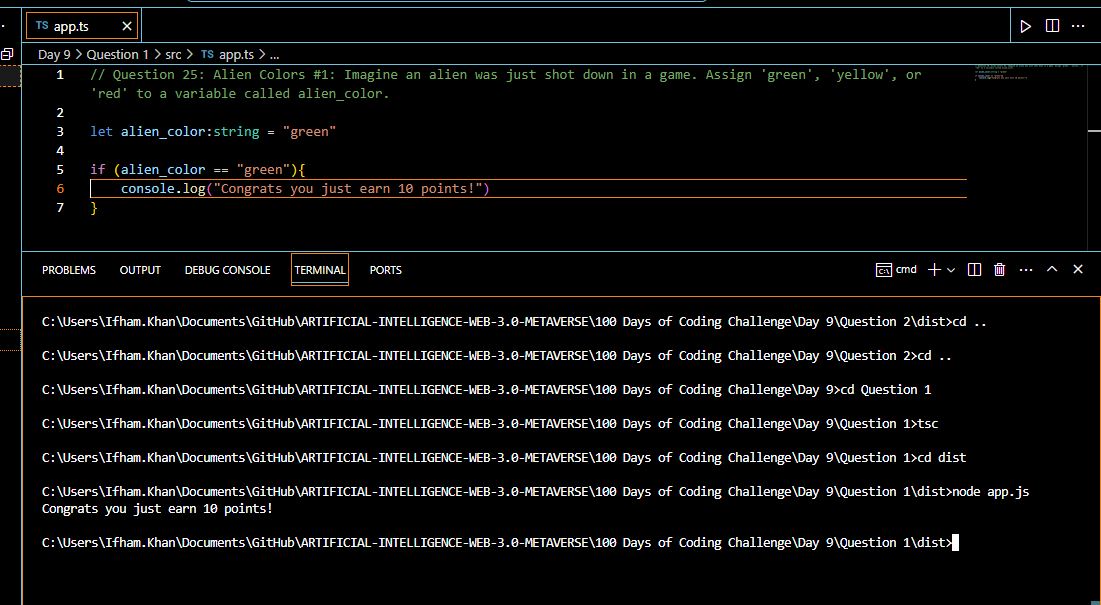 TS app.ts
Day 9 > Question 1 > src > TS app.ts > ...
1 // Question 25: Alien Colors #1: Imagine an alien was just shot down in a game. Assign 'green', 'yellow', or
'red' to a variable called alien_color.
2
3 let alien_color:string = "green"
4
5 if (alien_color == "green"){
6 console.log("Congrats you just earn 10 points!")
7 }
PROBLEMS OUTPUT DEBUG CONSOLE TERMINAL PORTS cmd
C:\Users\Ifham.Khan\Documents\GitHub\ARTIFICIAL-INTELLIGENCE-WEB-3.0-METAVERSE\100 Days of Coding Challenge\Day 9\Question 2\dist>cd ..
C:\Users\Ifham.Khan\Documents\GitHub\ARTIFICIAL-INTELLIGENCE-WEB-3.0-METAVERSE\100 Days of Coding Challenge\Day 9\Question 2>cd ..
C:\Users\Ifham.Khan\Documents\GitHub\ARTIFICIAL-INTELLIGENCE-WEB-3.0-METAVERSE\100 Days of Coding Challenge\Day 9>cd Question 1
C:\Users\Ifham.Khan\Documents\GitHub\ARTIFICIAL-INTELLIGENCE-WEB-3.0-METAVERSE\100 Days of Coding Challenge\Day 9\Question 1>tsc
C:\Users\Ifham.Khan\Documents\GitHub\ARTIFICIAL-INTELLIGENCE-WEB-3.0-METAVERSE\100 Days of Coding Challenge\Day 9\Question 1>cd dist
C:\Users\Ifham.Khan\Documents\GitHub\ARTIFICIAL-INTELLIGENCE-WEB-3.0-METAVERSE\100 Days of Coding Challenge\Day 9\Question 1\dist>node app.js
Congrats you just earn 10 points!
C:\Users\Ifham.Khan\Documents\GitHub\ARTIFICIAL-INTELLIGENCE-WEB-3.0-METAVERSE\100 Days of Coding Challenge\Day 9\Question 1\dist>